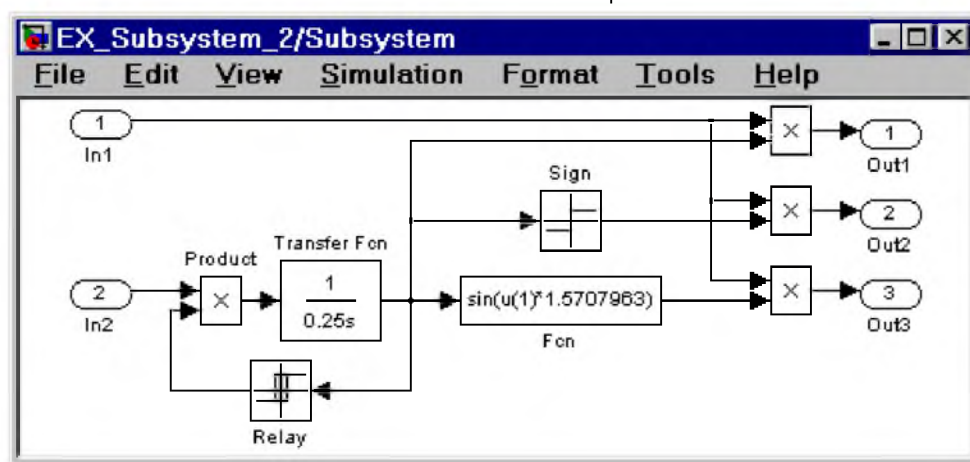 EX_Subsystem_2/Subsystem
File Edit View Simulation Format Tools Help
1
In1
×
1
Out1
Sign
×
2
Out2
Product
Transfer Fcn
2
In2
×
1
0.25s
sin(u(1)*1.5707963)
Fcn
×
3
Out3
Relay